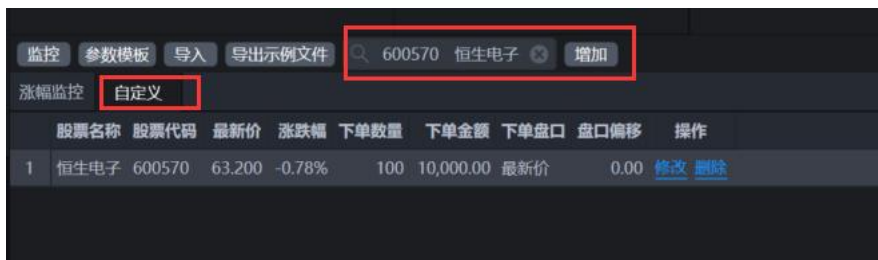 监控 参数模板 导入 导出示例文件 600570 恒生电子 增加
涨幅监控 自定义
股票名称 股票代码 最新价 涨跌幅 下单数量 下单金额 下单盘口 盘口偏移 操作
1 恒生电子 600570 63.200 -0.78% 100 10,000.00 最新价 0.00 修改 删除